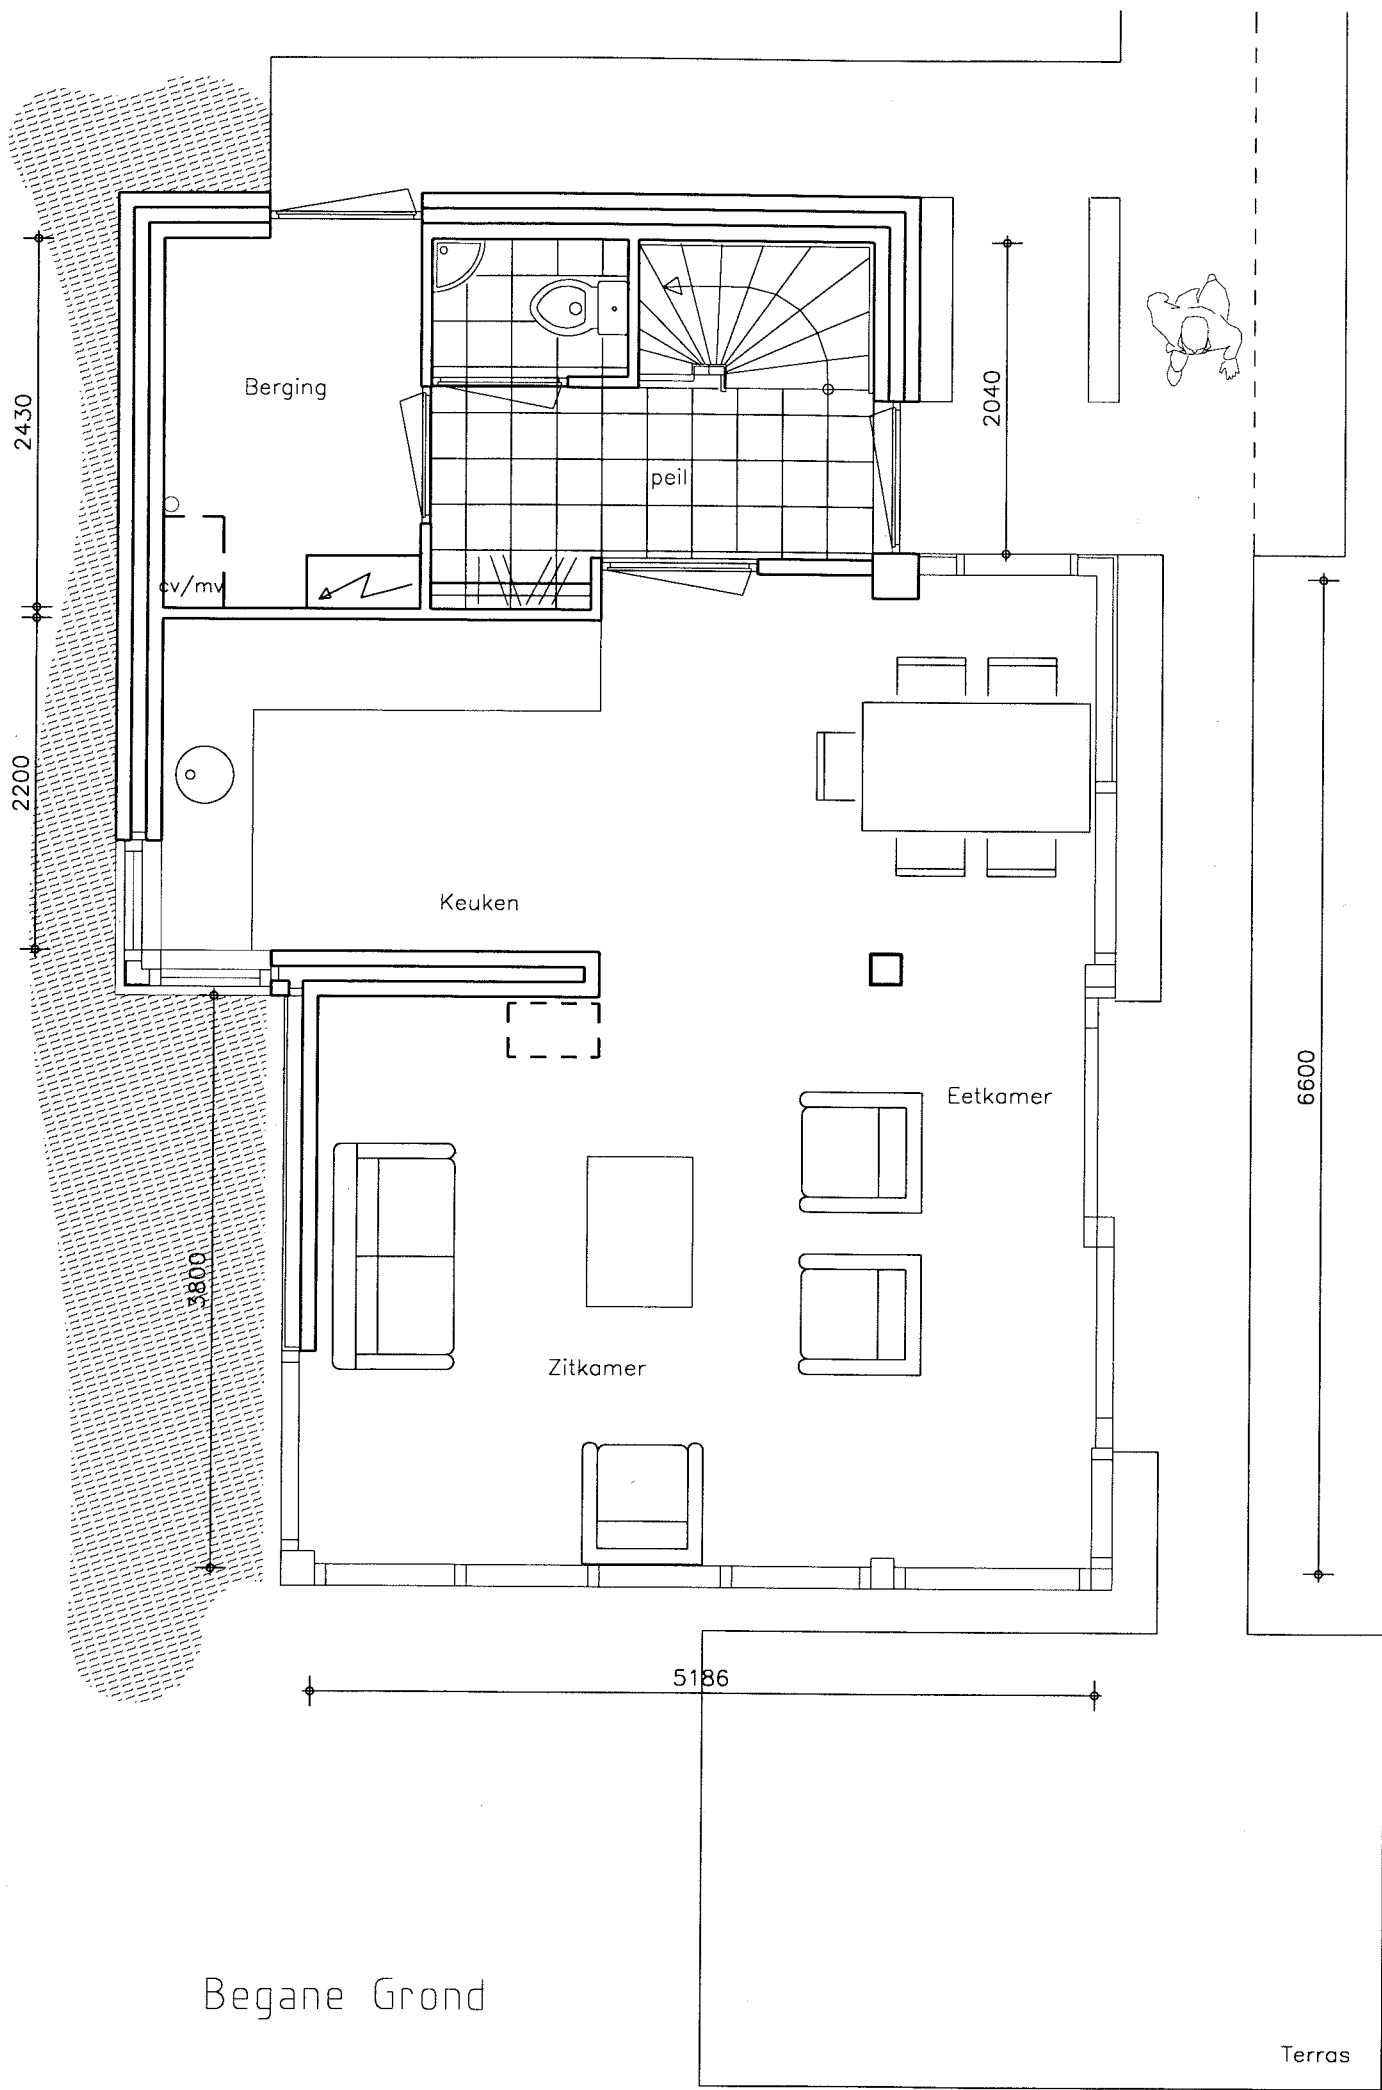 Berging
2430
2040
peil
cv/mv
2200
Keuken
6600
Eetkamer
3800
Zitkamer
5186
Begane Grond
Terras